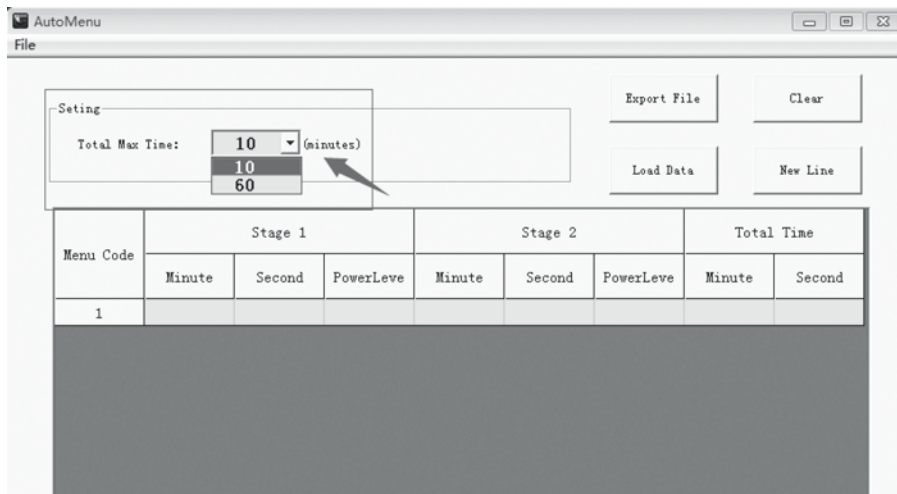 AutoMenu
File
Seting
Total Max Time: 10 (minutes)
10
60
Export File
Clear
Load Data
New Line
Menu Code
Stage 1
Stage 2
Total Time
Minute Second PowerLeve Minute Second PowerLeve Minute Second
1